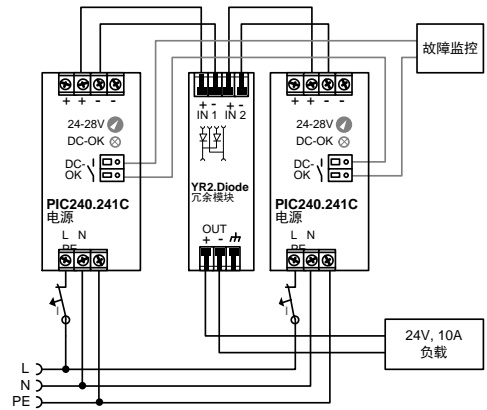 故障监控
+ + - -
24-28V
DC-OK
DC-
OK
PIC240.241C
电源
L N
PE
+ - + -
IN 1 IN 2
YR2.Diode
冗余模块
OUT
+ -
+ + - -
24-28V
DC-OK
DC-
OK
PIC240.241C
电源
L N
PE
I
I
24V, 10A
负载
L
N
PE